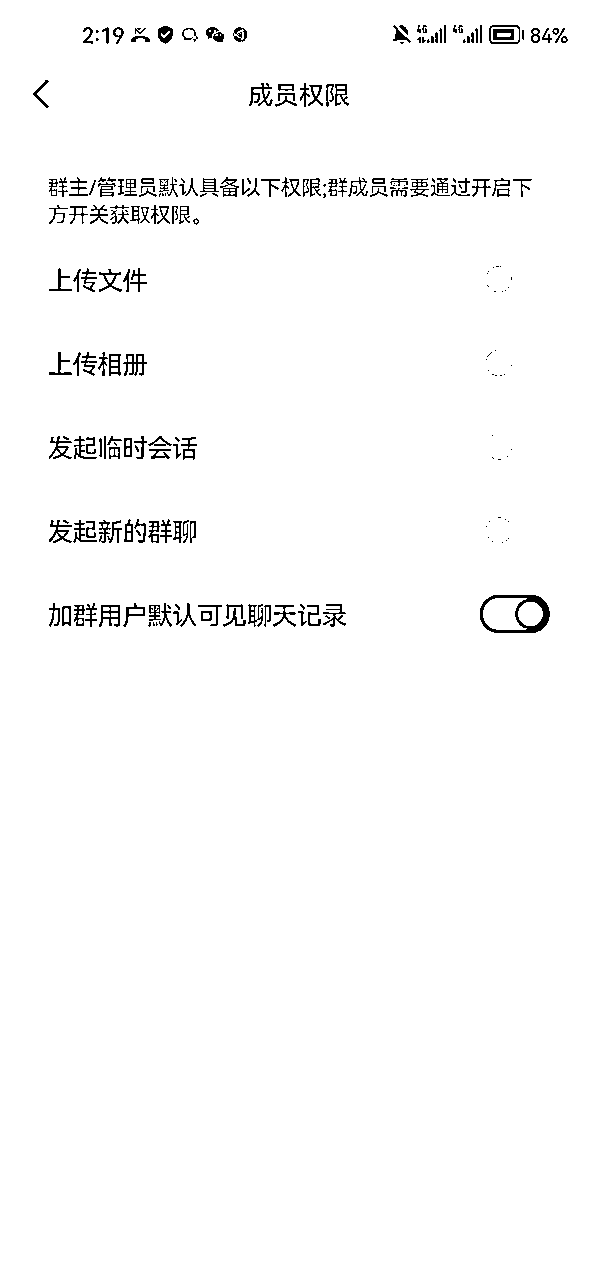 2:19
4G 4G 84%
成员权限
群主/管理员默认具备以下权限;群成员需要通过开启下
方开关获取权限。
上传文件
上传相册
发起临时会话
发起新的群聊
加群用户默认可见聊天记录